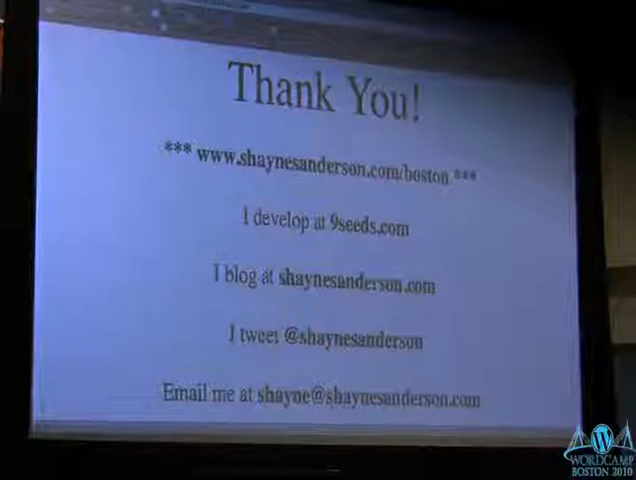 Thank You!
*** www.shaynesanderson.com/boston ***
I develop at 9seeds.com
I blog at shaynesanderson.com
I tweet @shaynesanderson
Email me at shayne@shaynesanderson.com
WORDCAMP
BOSTON 2010